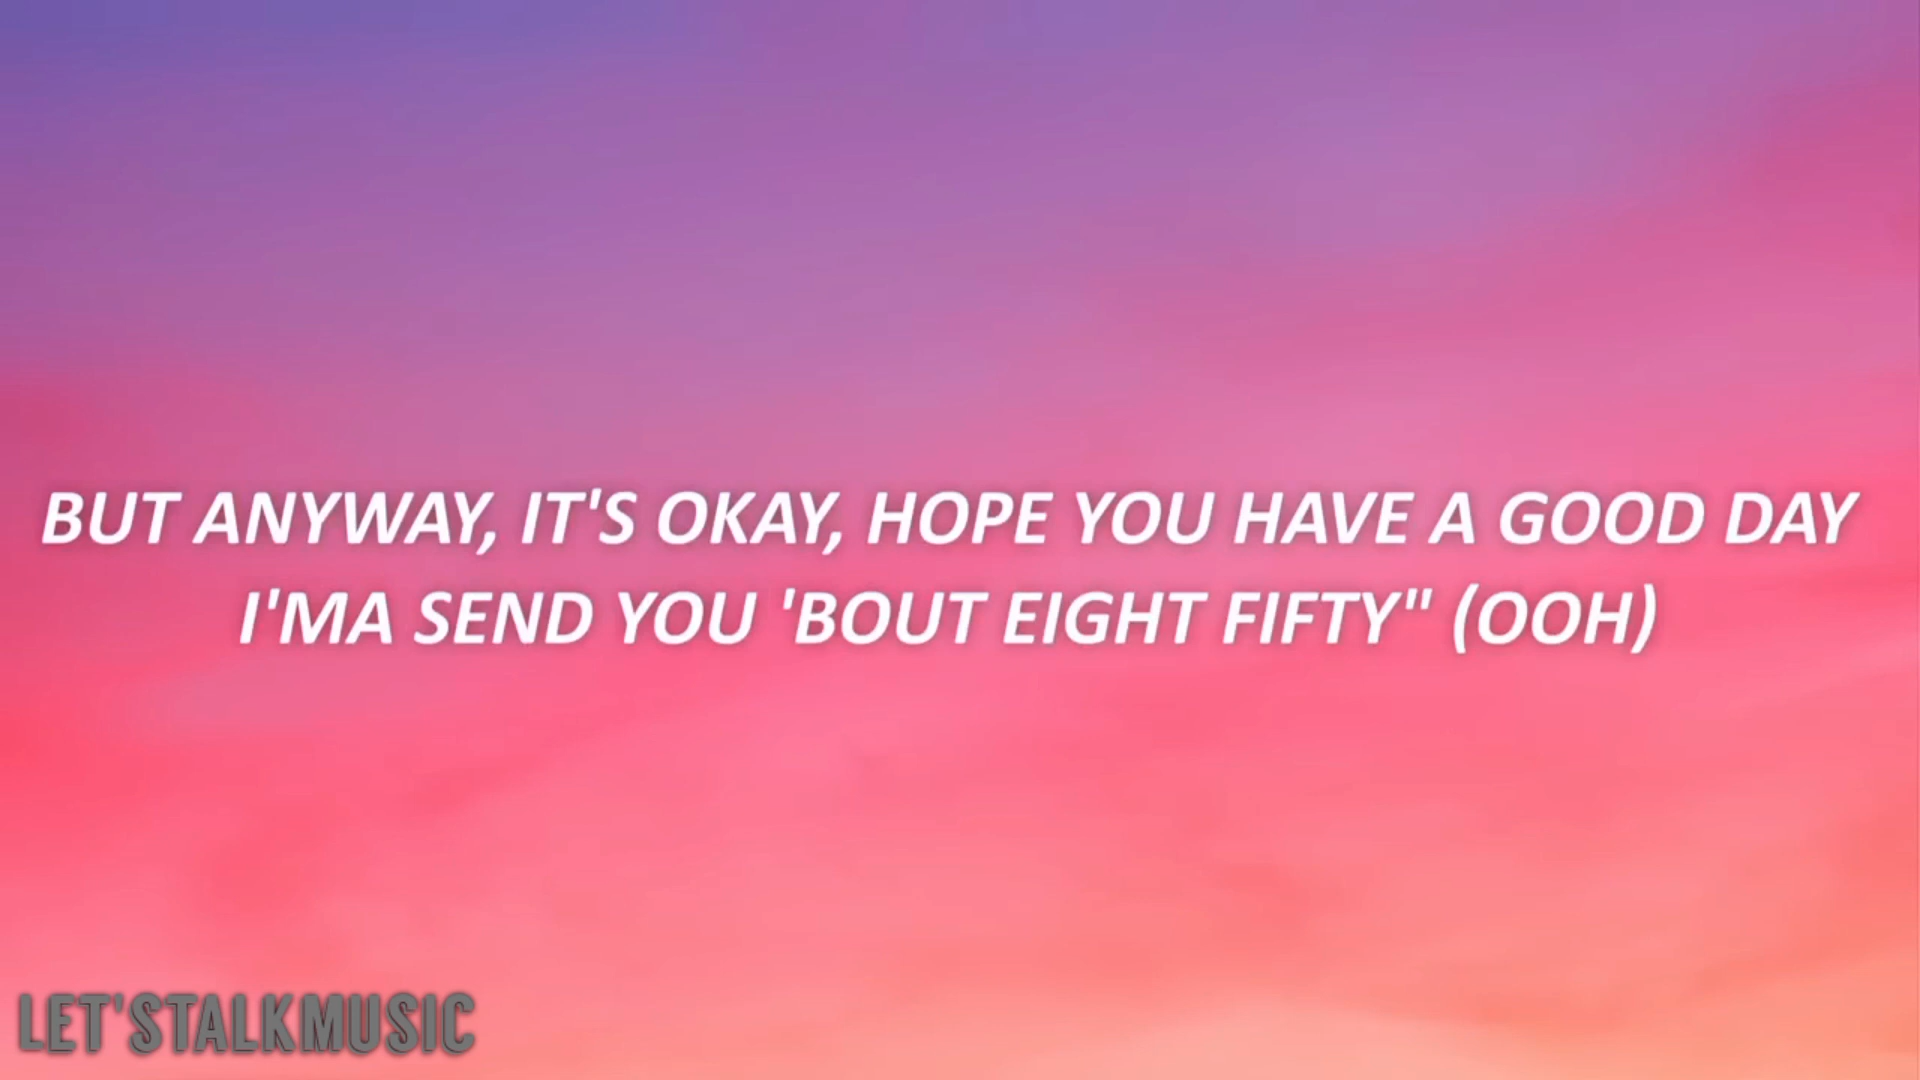 BUT ANYWAY, IT'S OKAY, HOPE YOU HAVE A GOOD DAY
I'MA SEND YOU 'BOUT EIGHT FIFTY" (OOH)
LET'STALKMUSIC